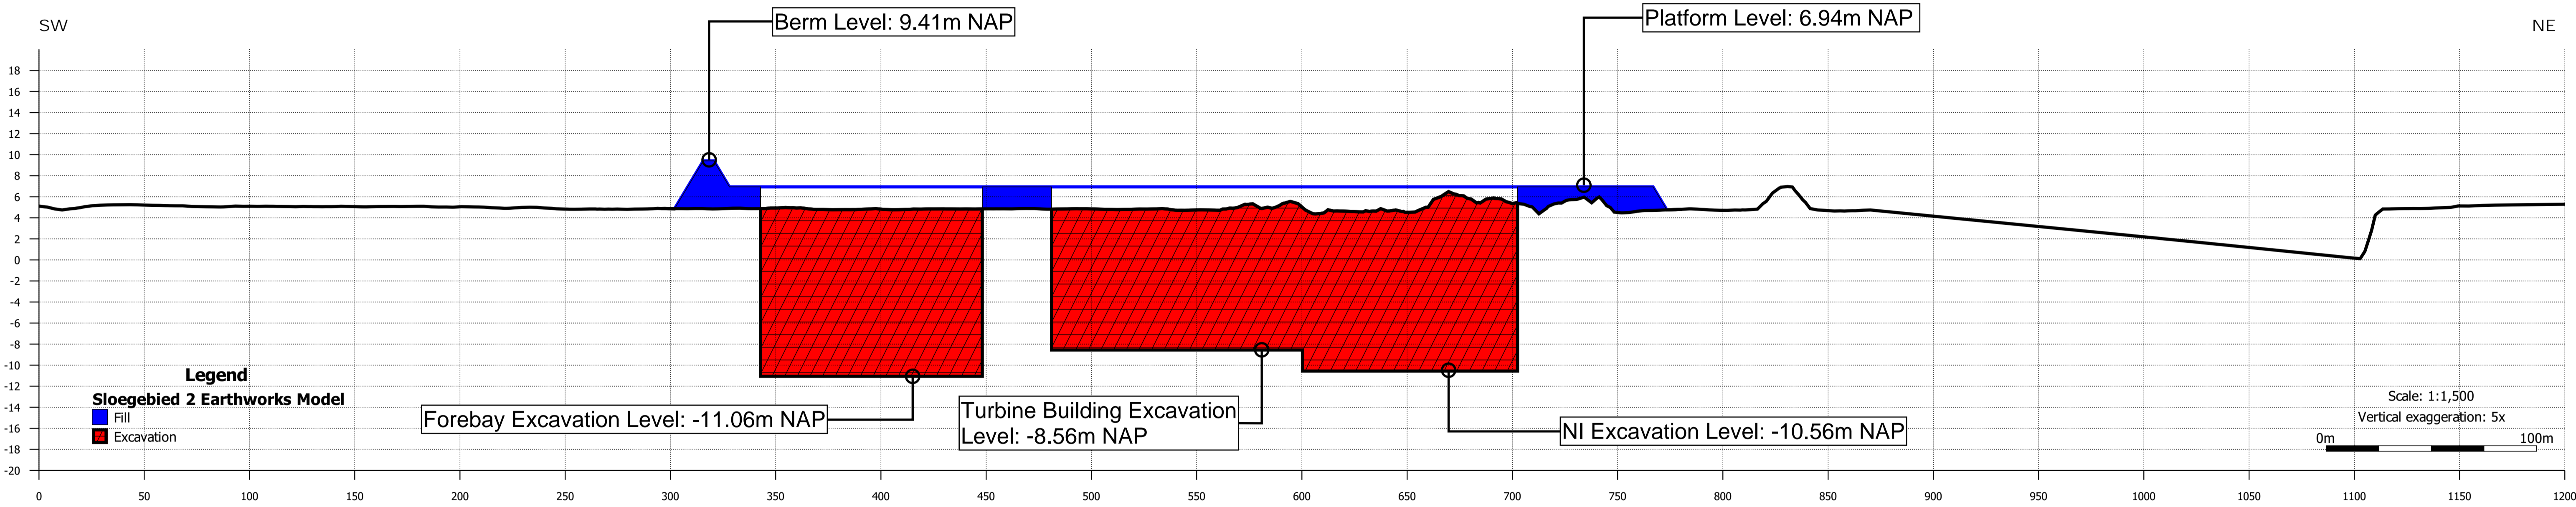 SW
Berm Level: 9.41m NAP
Platform Level: 6.94m NAP
NE
18
16
14
12
10
8
6
4
2
0
-2
-4
-6
-8
-10
-12
-14
-16
-18
-20
Legend
Sloegebied 2 Earthworks Model
Fill
Excavation
Forebay Excavation Level: -11.06m NAP
Turbine Building Excavation
Level: -8.56m NAP
NI Excavation Level: -10.56m NAP
Scale: 1:1,500
Vertical exaggeration: 5x
0m 100m
0 50 100 150 200 250 300 350 400 450 500 550 600 650 700 750 800 850 900 950 1000 1050 1100 1150 1200